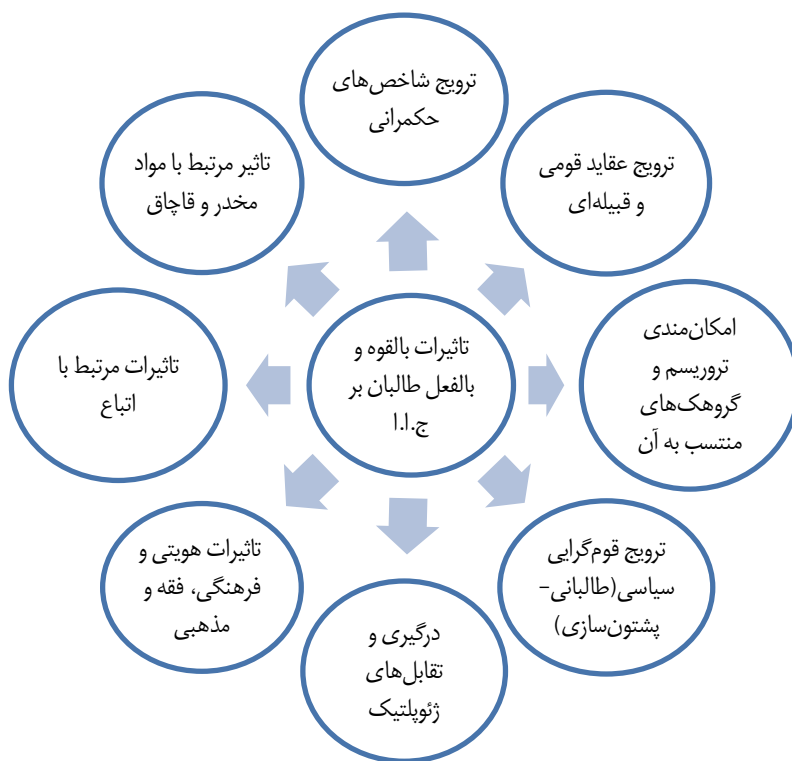 ترویج شاخص‌های
حکمرانی
ترویج عقاید قومی
و قبیله‌ای
امکان‌مندی
تروریسم و
گروهک‌های
منتسب به آن
ترویج قوم‌گرایی
سیاسی(طالبانی-
پشتون‌سازی)
درگیری و
تقابل‌های
ژئوپلتیک
تاثیرات هویتی و
فرهنگی، فقه و
مذهبی
تاثیرات مرتبط با
اتباع
تاثیر مرتبط با مواد
مخدر و قاچاق
تاثیرات بالقوه و
بالفعل طالبان بر
ج.ا.ا